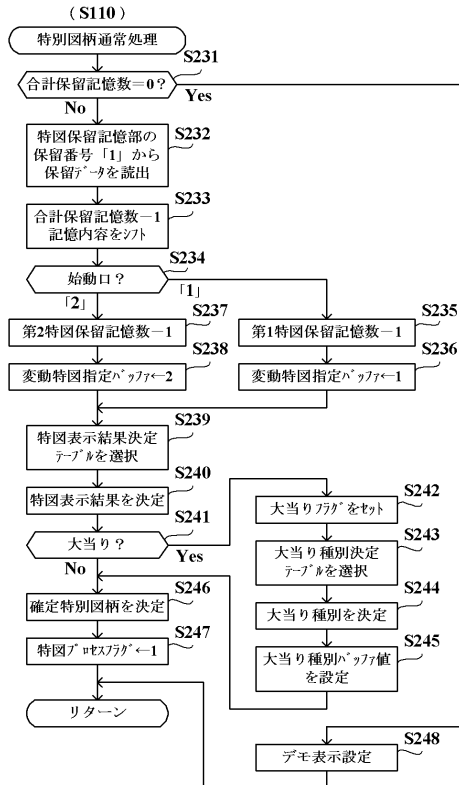 (S110)
特別図柄通常処理
S231
合計保留記憶数=0?
Yes
No
S232
特図保留記憶部の
保留番号「1」から
保留ﾃﾞｰﾀを読出
S233
合計保留記憶数-1
記憶内容をｼﾌﾄ
S234
始動口?
「2」
「1」
S237
第2特図保留記憶数-1
S235
第1特図保留記憶数-1
S238
変動特図指定ﾊﾞｯﾌｧ←2
S236
変動特図指定ﾊﾞｯﾌｧ←1
S239
特図表示結果決定
ﾃｰﾌﾞﾙを選択
S240
特図表示結果を決定
S241
大当り?
Yes
No
S242
大当りﾌﾗｸﾞをｾｯﾄ
S243
大当り種別決定
ﾃｰﾌﾞﾙを選択
S244
大当り種別を決定
S245
大当り種別ﾊﾞｯﾌｧ値
を設定
S246
確定特別図柄を決定
S247
特図ﾌﾟﾛｾｽﾌﾗｸﾞ←1
リターン
S248
デモ表示設定